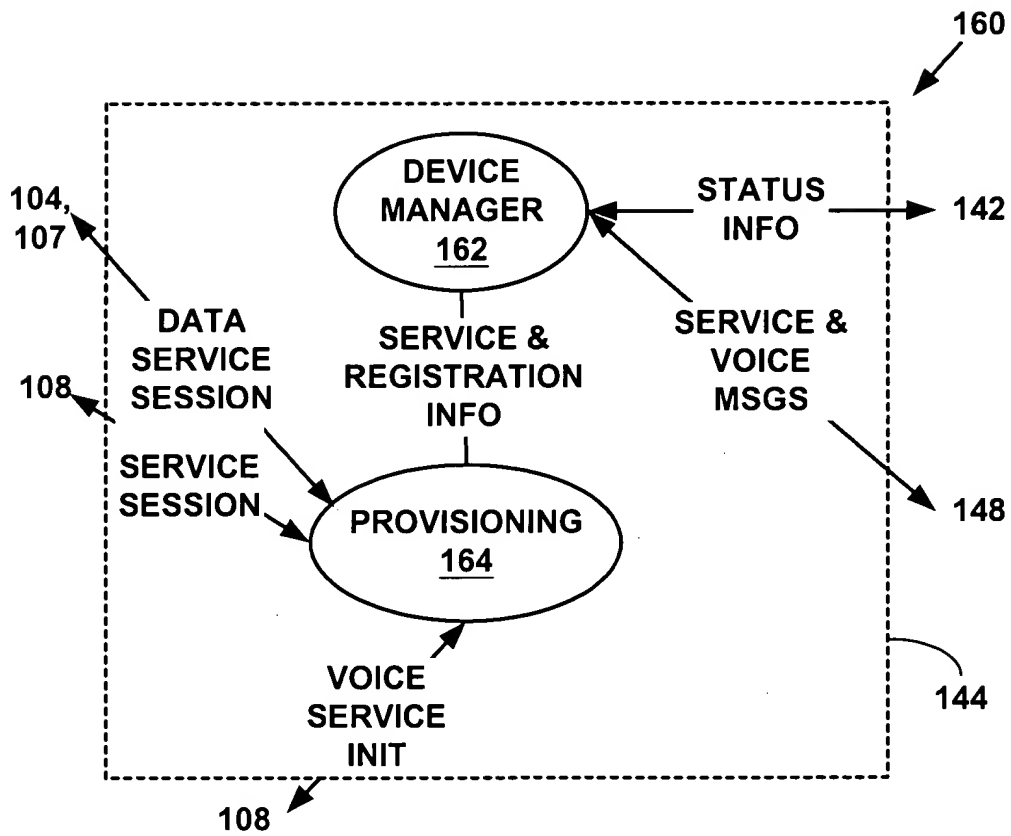 160
DEVICE
MANAGER
162
STATUS
INFO
142
104,
107
DATA
SERVICE
SESSION
SERVICE &
REGISTRATION
INFO
SERVICE &
VOICE
MSGS
108
SERVICE
SESSION
PROVISIONING
164
148
VOICE
SERVICE
INIT
144
108